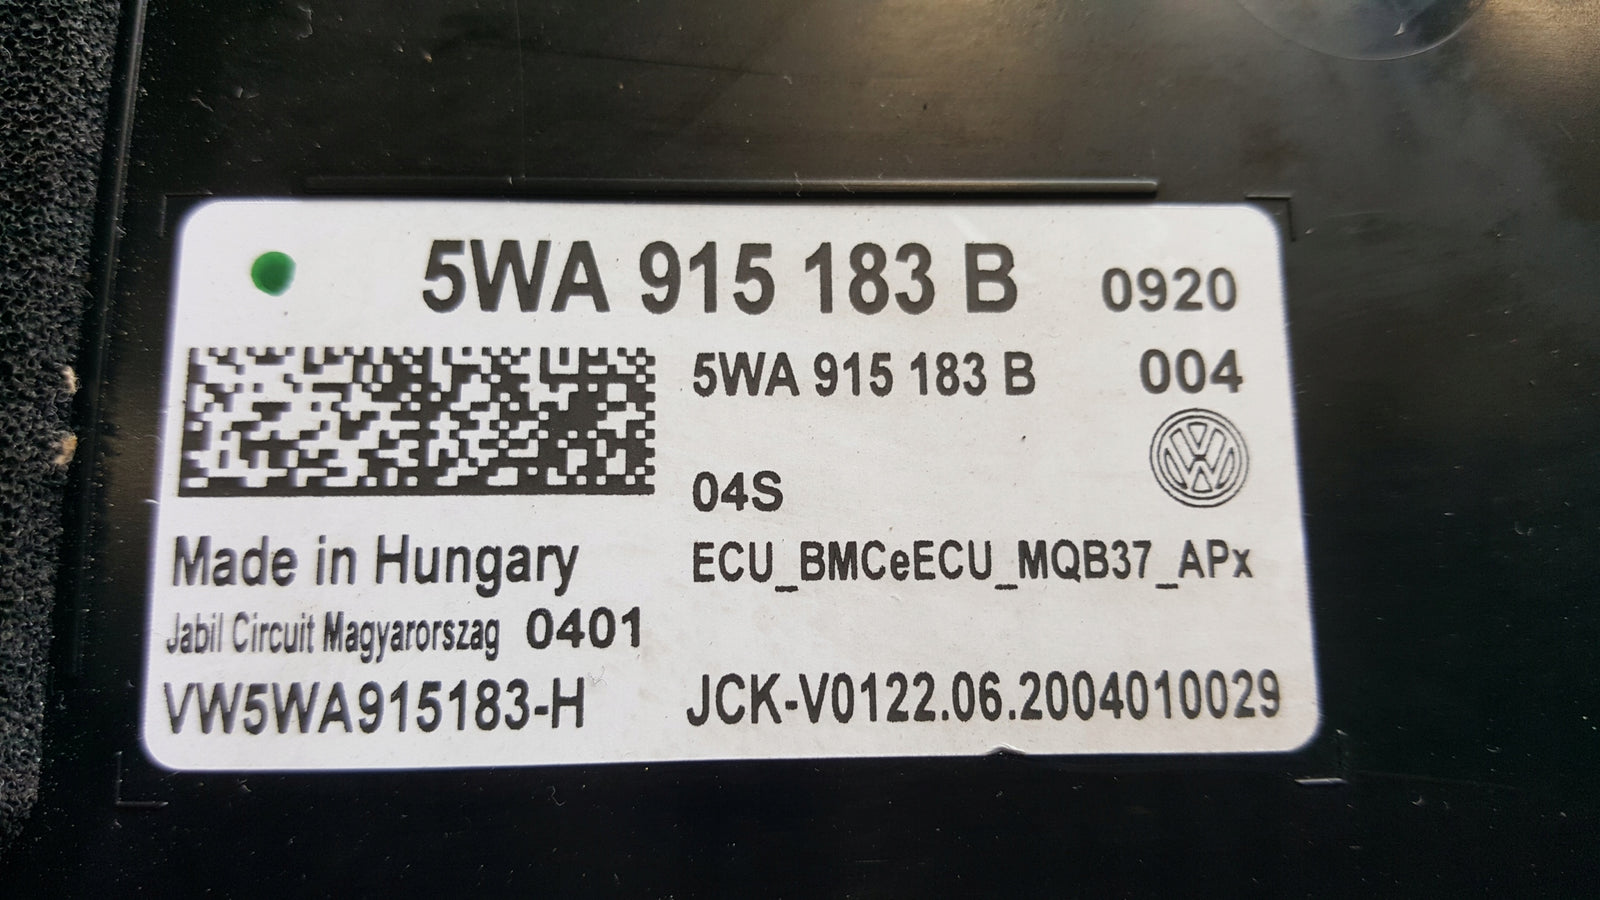 5WA 915 183 B 0920
5WA 915 183 B 004
04S
ECU_BMCeECU_MQB37_APx
Made in Hungary
Jabil Circuit Magyarorszag 0401
VW5WA915183-H JCK-V0122.06.2004010029